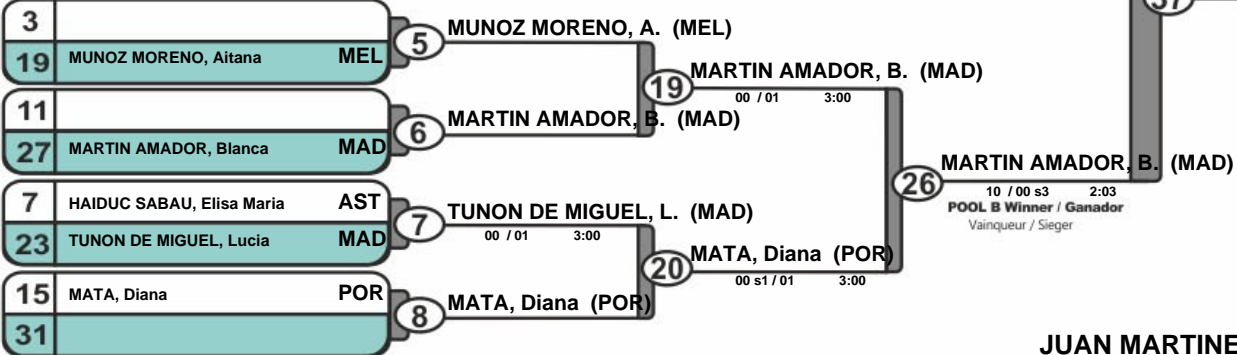 37
3
19 MUNOZ MORENO, Aitana MEL
5 MUNOZ MORENO, A. (MEL)
19 MARTIN AMADOR, B. (MAD)
00 / 01 3:00
11
27 MARTIN AMADOR, Blanca MAD
6 MARTIN AMADOR, B. (MAD)
26 MARTIN AMADOR, B. (MAD)
10 / 00 s3 2:03
POOL B Winner / Ganador
Vainqueur / Sieger
7 HAIDUC SABAU, Elisa Maria AST
23 TUNON DE MIGUEL, Lucia MAD
7 TUNON DE MIGUEL, L. (MAD)
00 / 01 3:00
20 MATA, Diana (POR)
00 s1 / 01 3:00
15 MATA, Diana POR
31
8 MATA, Diana (POR)
JUAN MARTINE